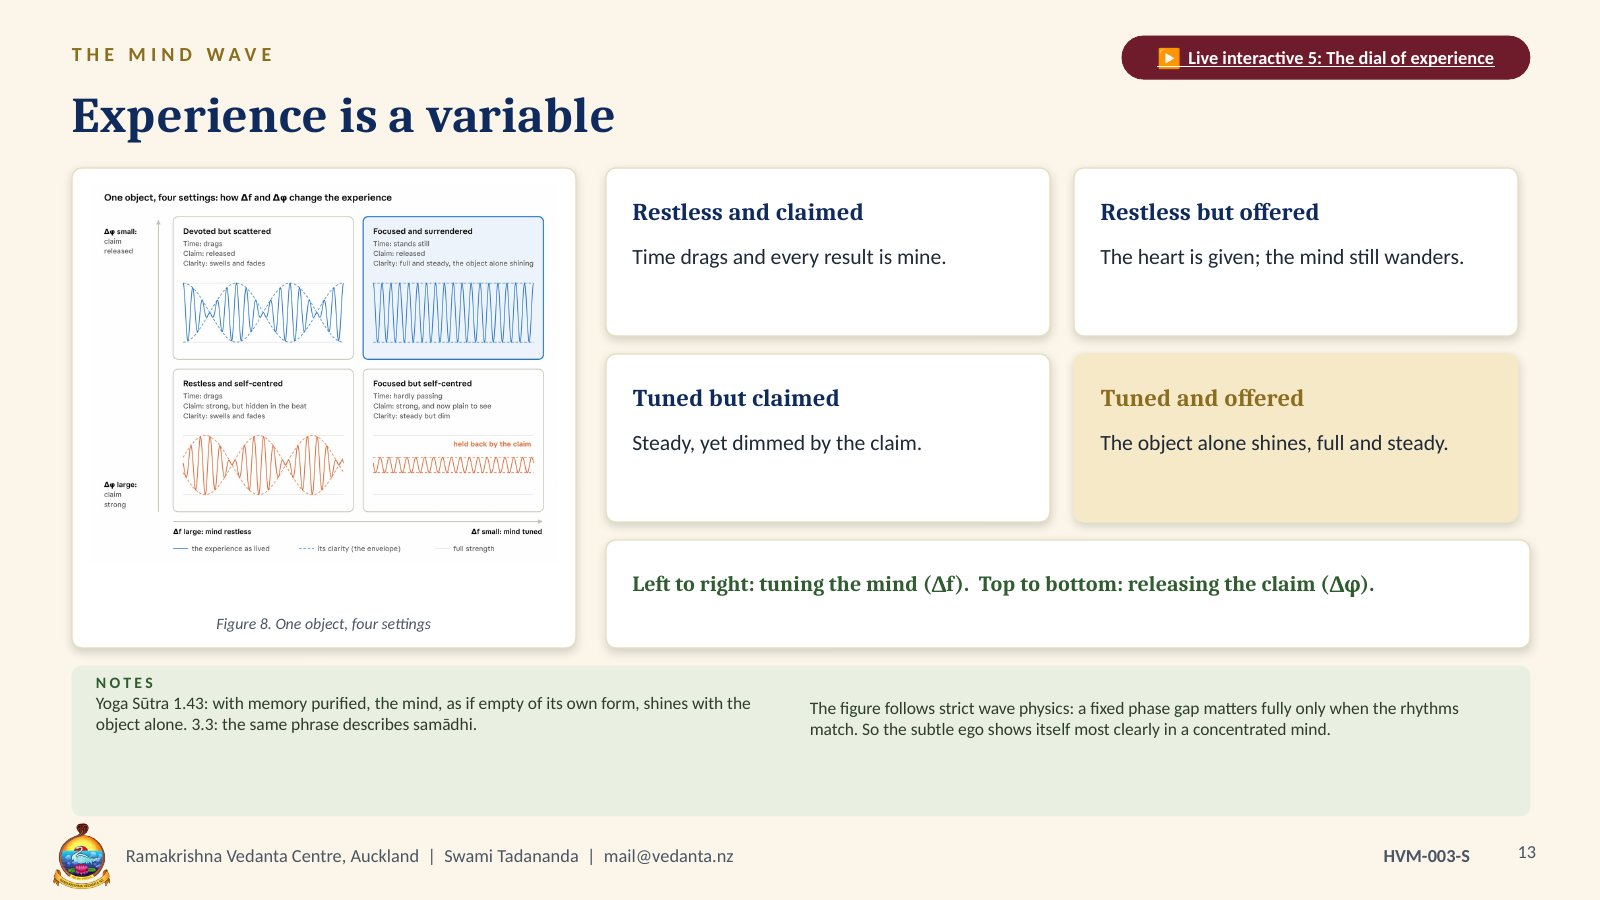 THE MIND WAVE
▶ Live interactive 5: The dial of experience
Experience is a variable
One object, four settings: how Δf and Δφ change the experience
Δφ small:
claim
released
Devoted but scattered
Time: drags
Claim: released
Clarity: swells and fades
Focused and surrendered
Time: stands still
Claim: released
Clarity: full and steady, the object alone shining
Restless and self-centred
Time: drags
Claim: strong, but hidden in the beat
Clarity: swells and fades
Focused but self-centred
Time: hardly passing
Claim: strong, and now plain to see
Clarity: steady but dim
held back by the claim
Δφ large:
claim
strong
Δf large: mind restless
Δf small: mind tuned
the experience as lived
its clarity (the envelope)
full strength
Figure 8. One object, four settings
Restless and claimed
Time drags and every result is mine.
Restless but offered
The heart is given; the mind still wanders.
Tuned but claimed
Steady, yet dimmed by the claim.
Tuned and offered
The object alone shines, full and steady.
Left to right: tuning the mind (Δf).  Top to bottom: releasing the claim (Δφ).
NOTES
Yoga Sūtra 1.43: with memory purified, the mind, as if empty of its own form, shines with the
object alone. 3.3: the same phrase describes samādhi.
The figure follows strict wave physics: a fixed phase gap matters fully only when the rhythms
match. So the subtle ego shows itself most clearly in a concentrated mind.
Ramakrishna Vedanta Centre, Auckland | Swami Tadananda | mail@vedanta.nz
HVM-003-S
13